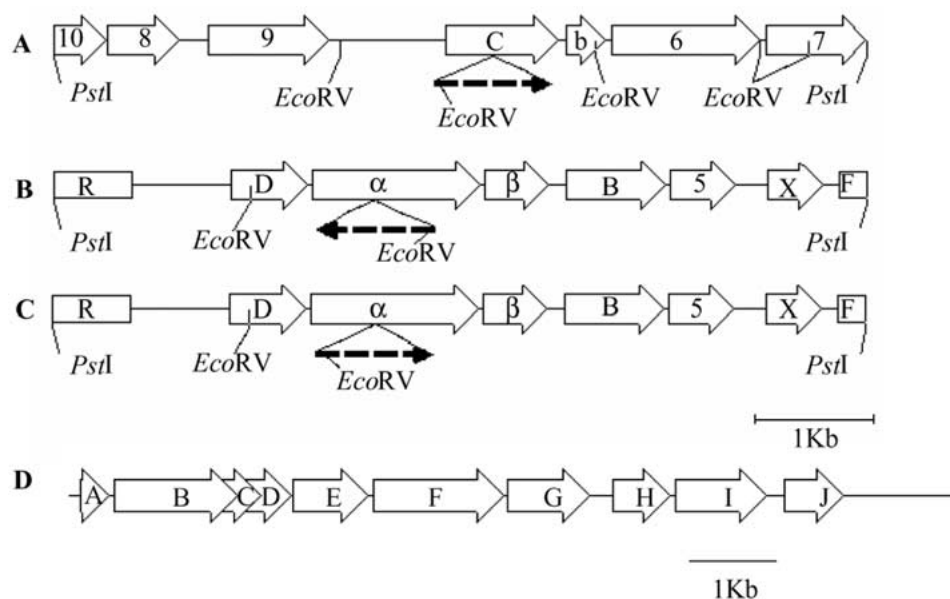 A 10 8 9 C b 6 7
PstI EcoRV EcoRV EcoRV EcoRV PstI
B R D α β B 5 X F
PstI EcoRV EcoRV PstI
C R D α β B 5 X F
PstI EcoRV EcoRV PstI
1Kb
D A B C D E F G H I J
1Kb